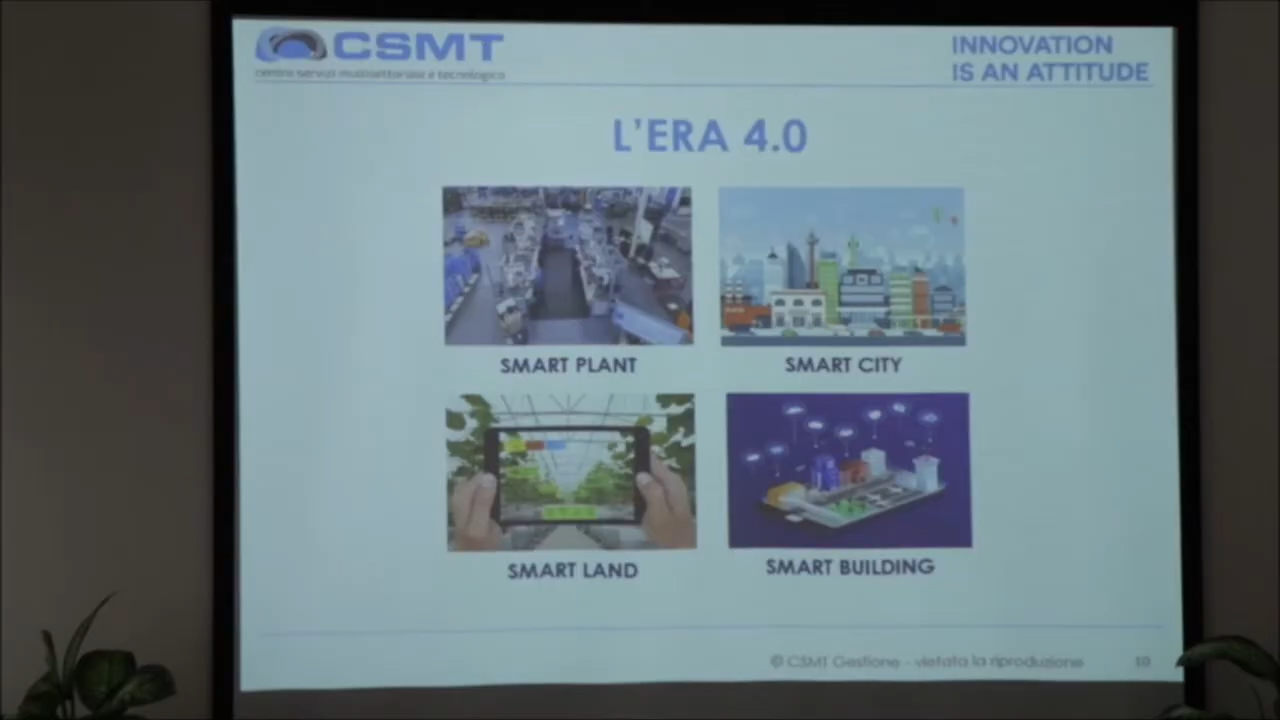 CSMT
centro servizi multisettoriale e tecnologico
INNOVATION
IS AN ATTITUDE
L'ERA 4.0
SMART PLANT
SMART CITY
SMART LAND
SMART BUILDING
© CSMT Gestione - vietata la riproduzione
10